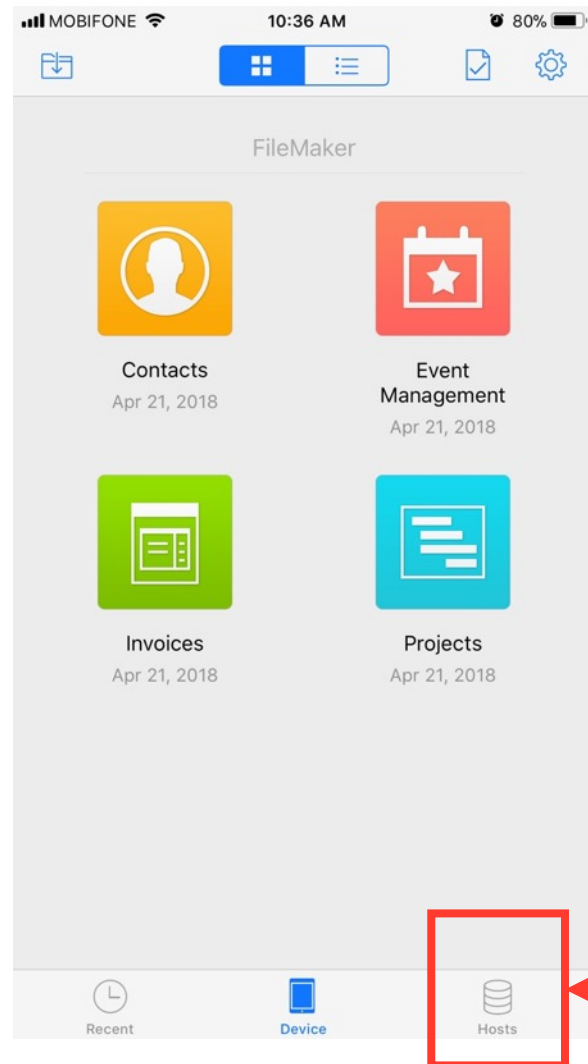 MOBIFONE 10:36 AM 80%
FileMaker
Contacts
Apr 21, 2018
Event
Management
Apr 21, 2018
Invoices
Apr 21, 2018
Projects
Apr 21, 2018
Recent Device Hosts